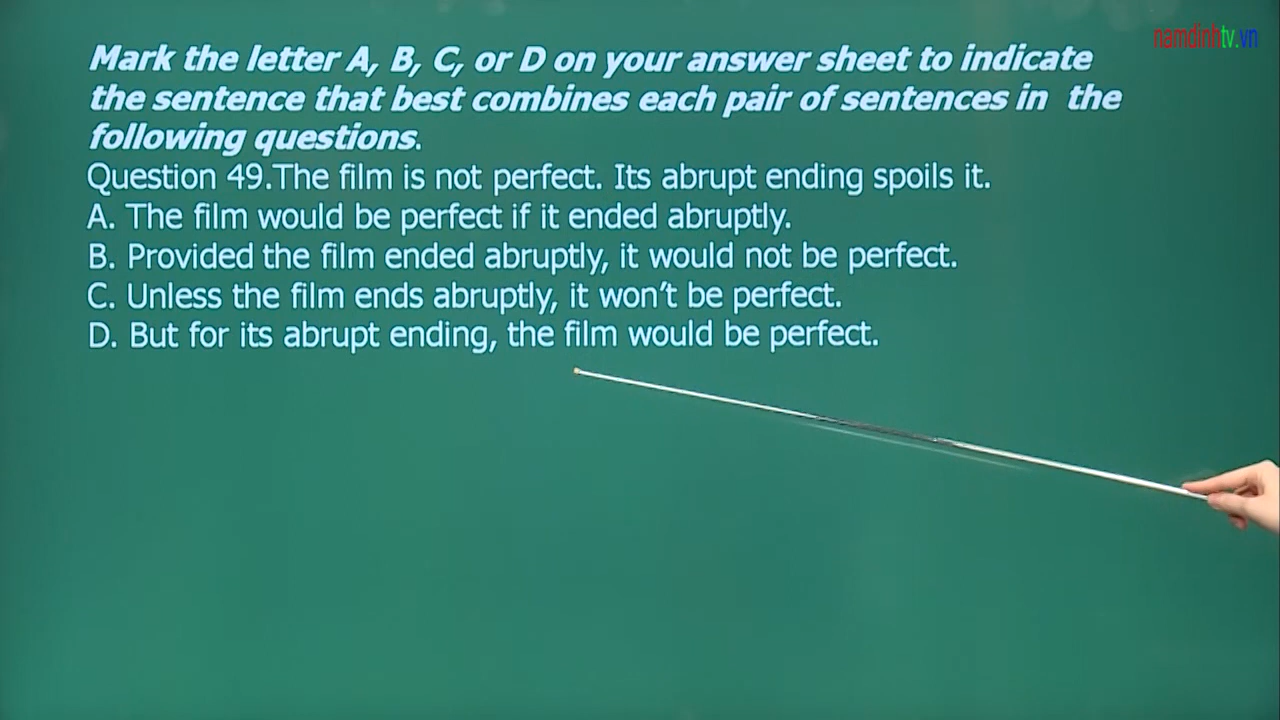 namdinhtv.vn
Mark the letter A, B, C, or D on your answer sheet to indicate
the sentence that best combines each pair of sentences in the
following questions.
Question 49.The film is not perfect. Its abrupt ending spoils it.
A. The film would be perfect if it ended abruptly.
B. Provided the film ended abruptly, it would not be perfect.
C. Unless the film ends abruptly, it won’t be perfect.
D. But for its abrupt ending, the film would be perfect.